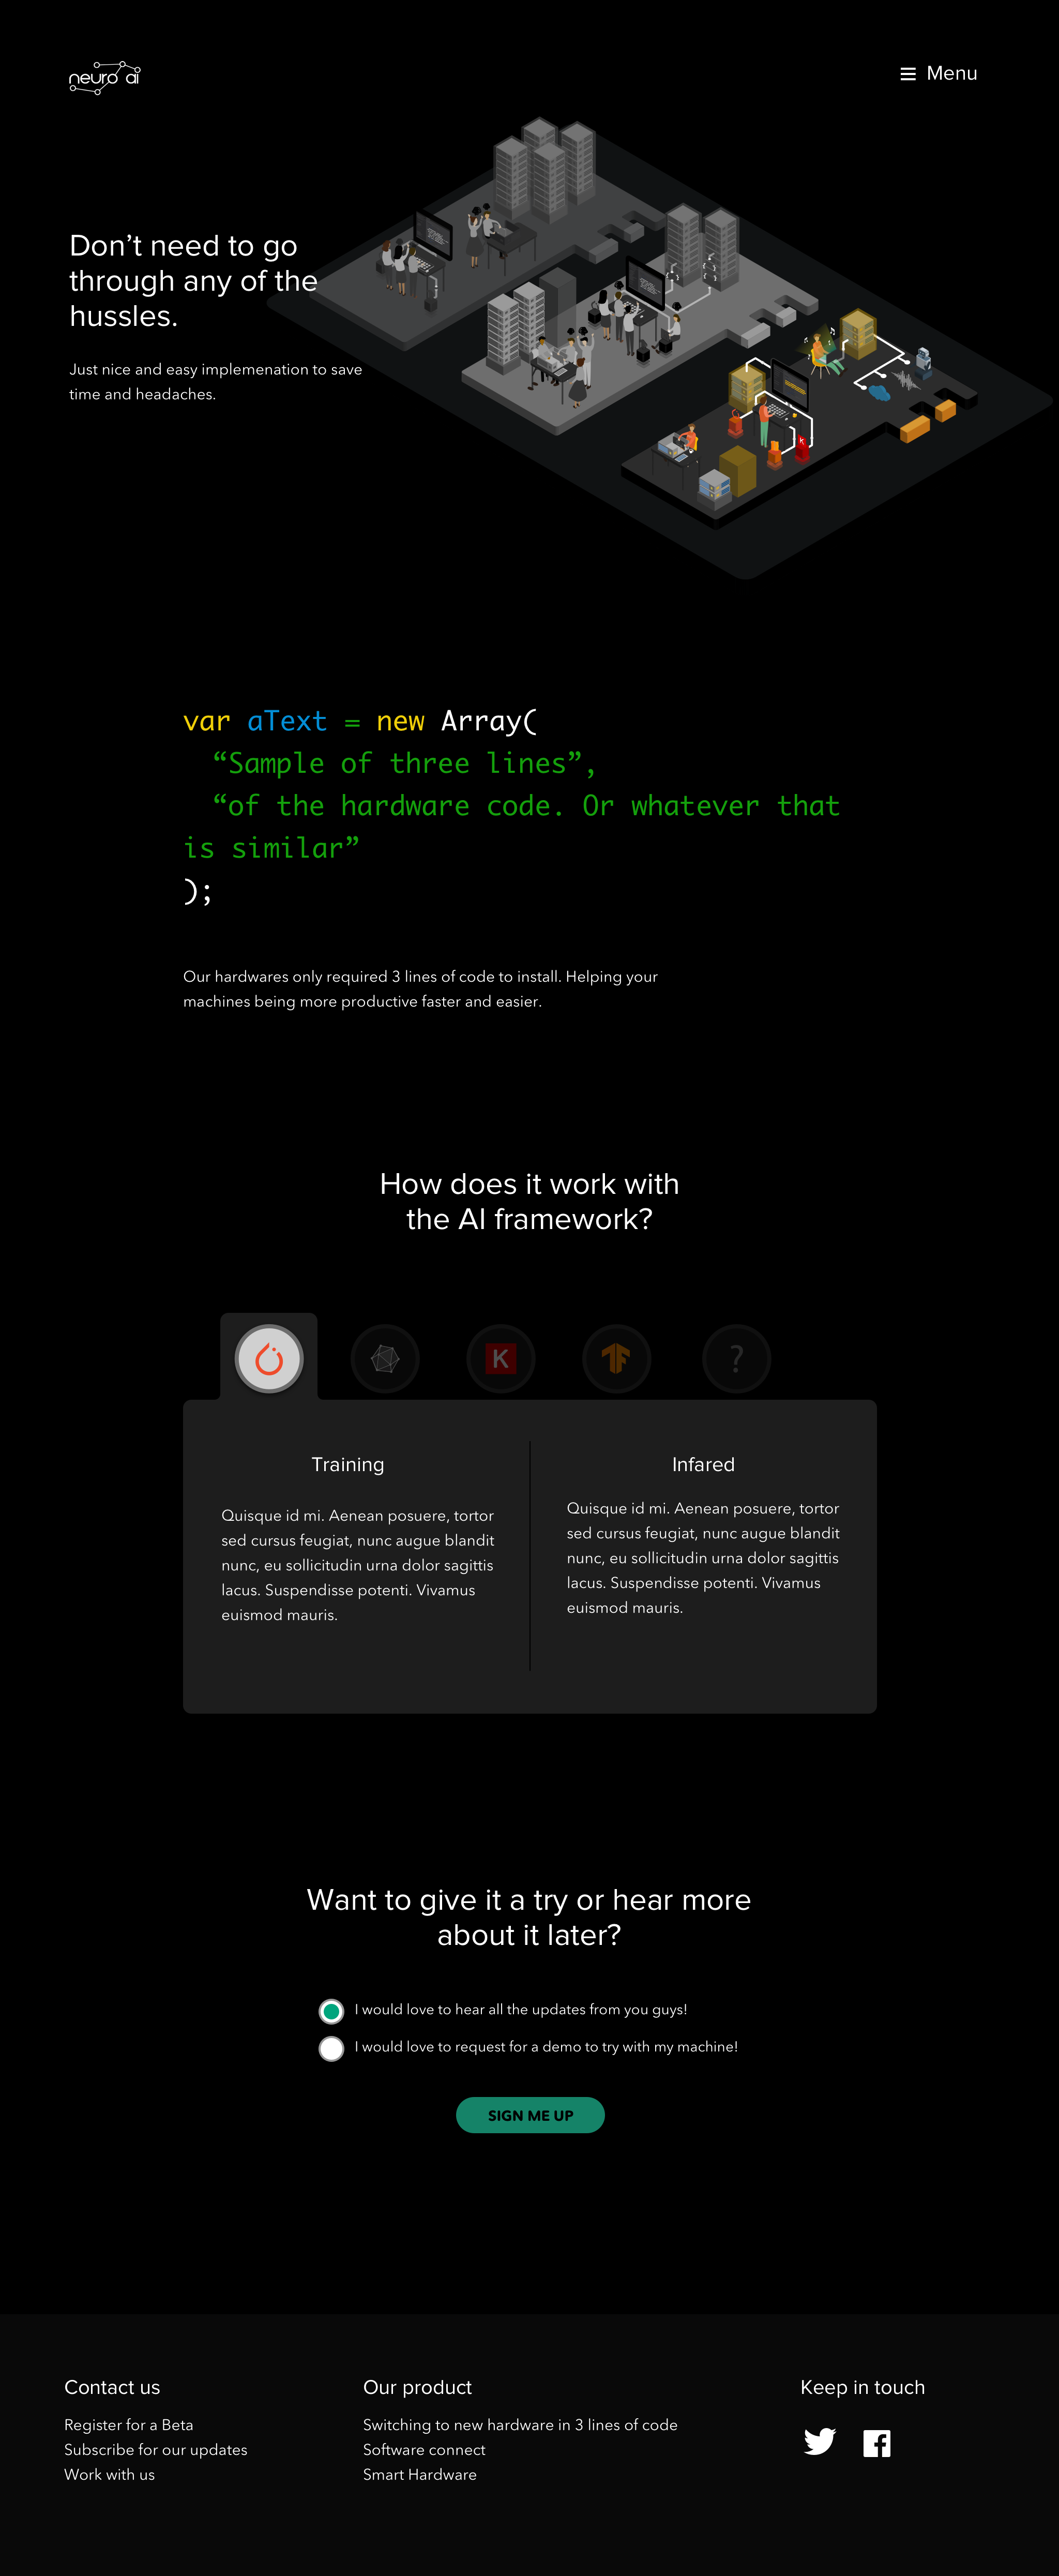 neuro ai
Menu
Don’t need to go
through any of the
hussles.
Just nice and easy implemenation to save
time and headaches.
var aText = new Array(
“Sample of three lines”,
“of the hardware code. Or whatever that
is similar”
);
Our hardwares only required 3 lines of code to install. Helping your
machines being more productive faster and easier.
How does it work with
the AI framework?
K
?
Training
Quisque id mi. Aenean posuere, tortor
sed cursus feugiat, nunc augue blandit
nunc, eu sollicitudin urna dolor sagittis
lacus. Suspendisse potenti. Vivamus
euismod mauris.
Infared
Quisque id mi. Aenean posuere, tortor
sed cursus feugiat, nunc augue blandit
nunc, eu sollicitudin urna dolor sagittis
lacus. Suspendisse potenti. Vivamus
euismod mauris.
Want to give it a try or hear more
about it later?
I would love to hear all the updates from you guys!
I would love to request for a demo to try with my machine!
SIGN ME UP
Contact us
Register for a Beta
Subscribe for our updates
Work with us
Our product
Switching to new hardware in 3 lines of code
Software connect
Smart Hardware
Keep in touch